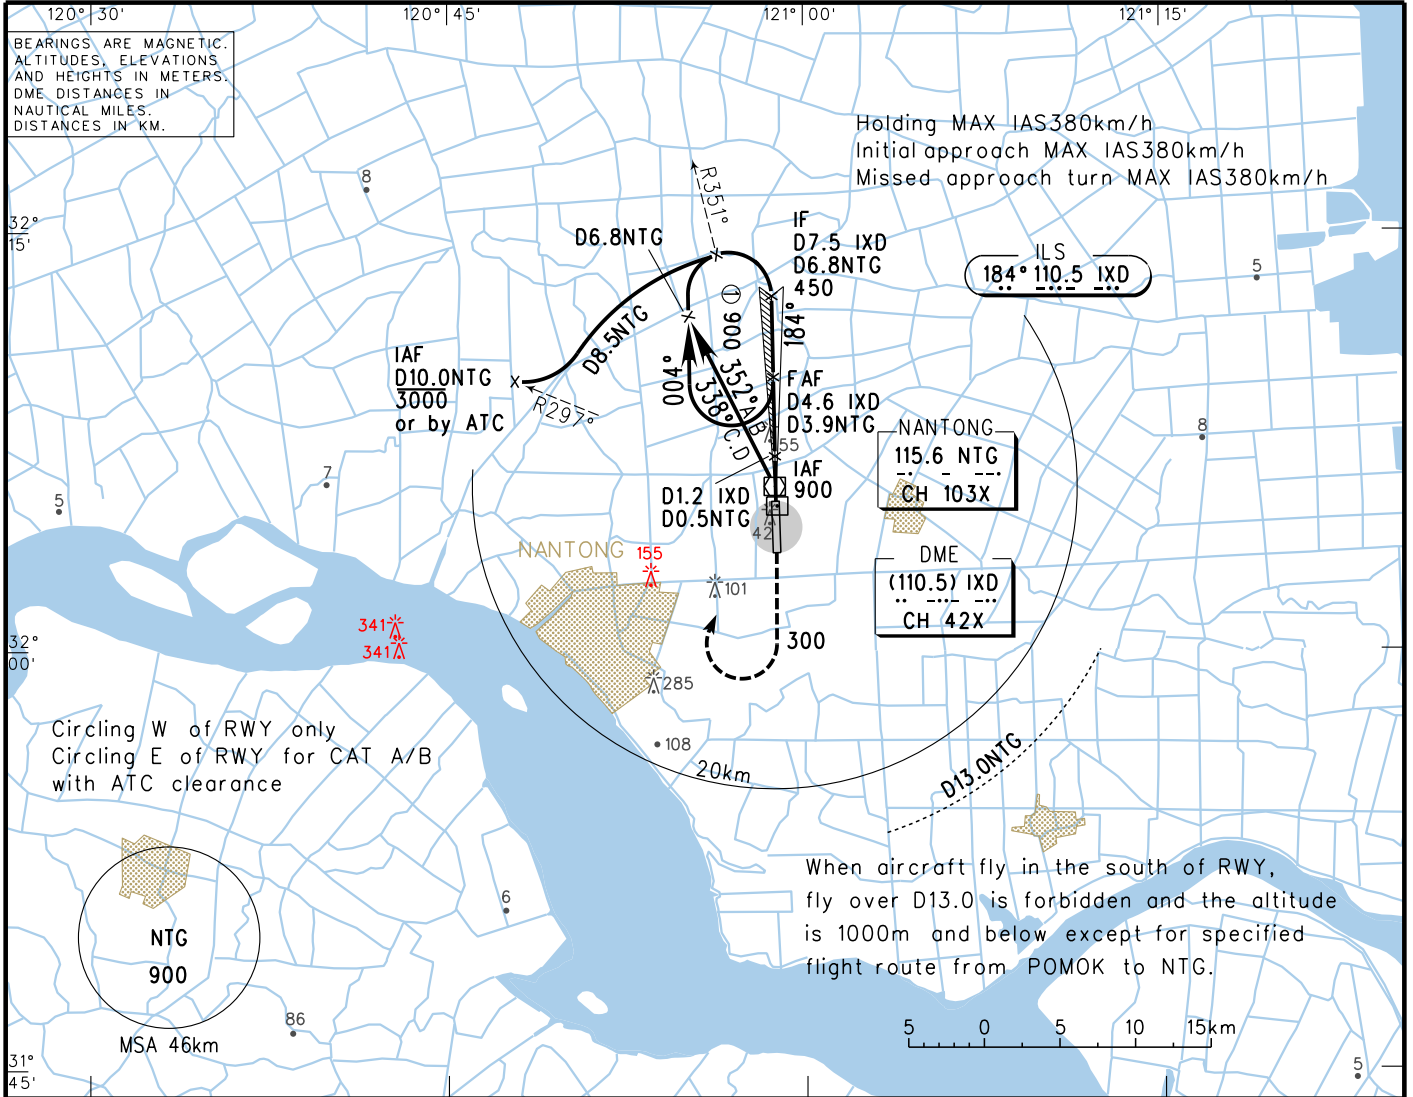 120° 30'
120° 45'
121° 00'
121° 15'
BEARINGS ARE MAGNETIC.
ALTITUDES, ELEVATIONS
AND HEIGHTS IN METERS.
DME DISTANCES IN
NAUTICAL MILES.
DISTANCES IN KM.
Holding MAX IAS380km/h
Initial approach MAX IAS380km/h
Missed approach turn MAX IAS380km/h
8
32°
15'
R351°
D6.8NTG
IF
D7.5 IXD
D6.8NTG
450
ILS
184° 110.5 IXD
5
① 900
184°
D8.5NTG
IAF
D10.0NTG
3000
or by ATC
R297°
004°
352° A.B
338° C.D
FAF
D4.6 IXD
D3.9NTG
55
8
NANTONG
115.6 NTG
CH 103X
IAF
900
D1.2 IXD
D0.5NTG
42
7
5
NANTONG
155
101
DME
(110.5) IXD
CH 42X
341
341
32°
00'
300
285
108
Circling W of RWY only
Circling E of RWY for CAT A/B
with ATC clearance
20km
D13.0NTG
When aircraft fly in the south of RWY,
fly over D13.0 is forbidden and the altitude
is 1000m and below except for specified
flight route from POMOK to NTG.
6
NTG
900
MSA 46km
86
5 0 5 10 15km
31°
45'
5